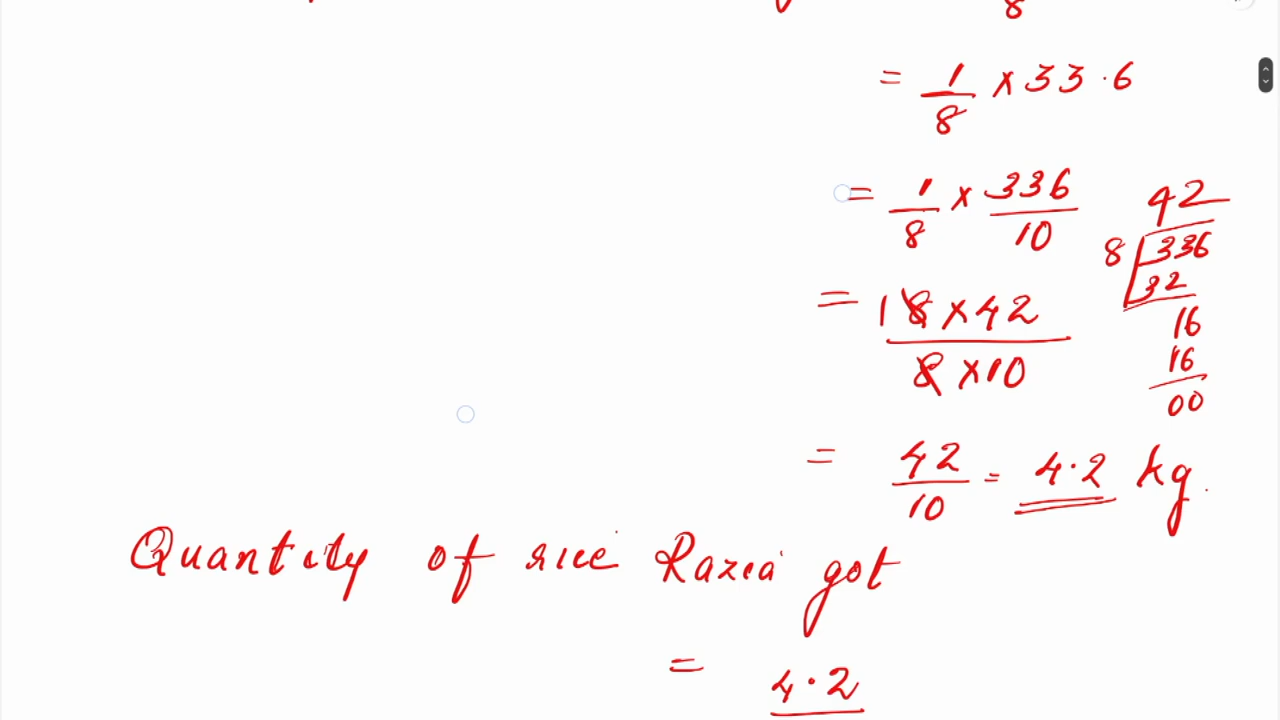 8
= 1/8 × 33.6
= 1/8 × 336/10
42
8 336
32
16
16
00
= 1 8 × 42 / 8 × 10
= 42/10 = 4.2 kg.
Quantity of rice Razia got
= 4.2